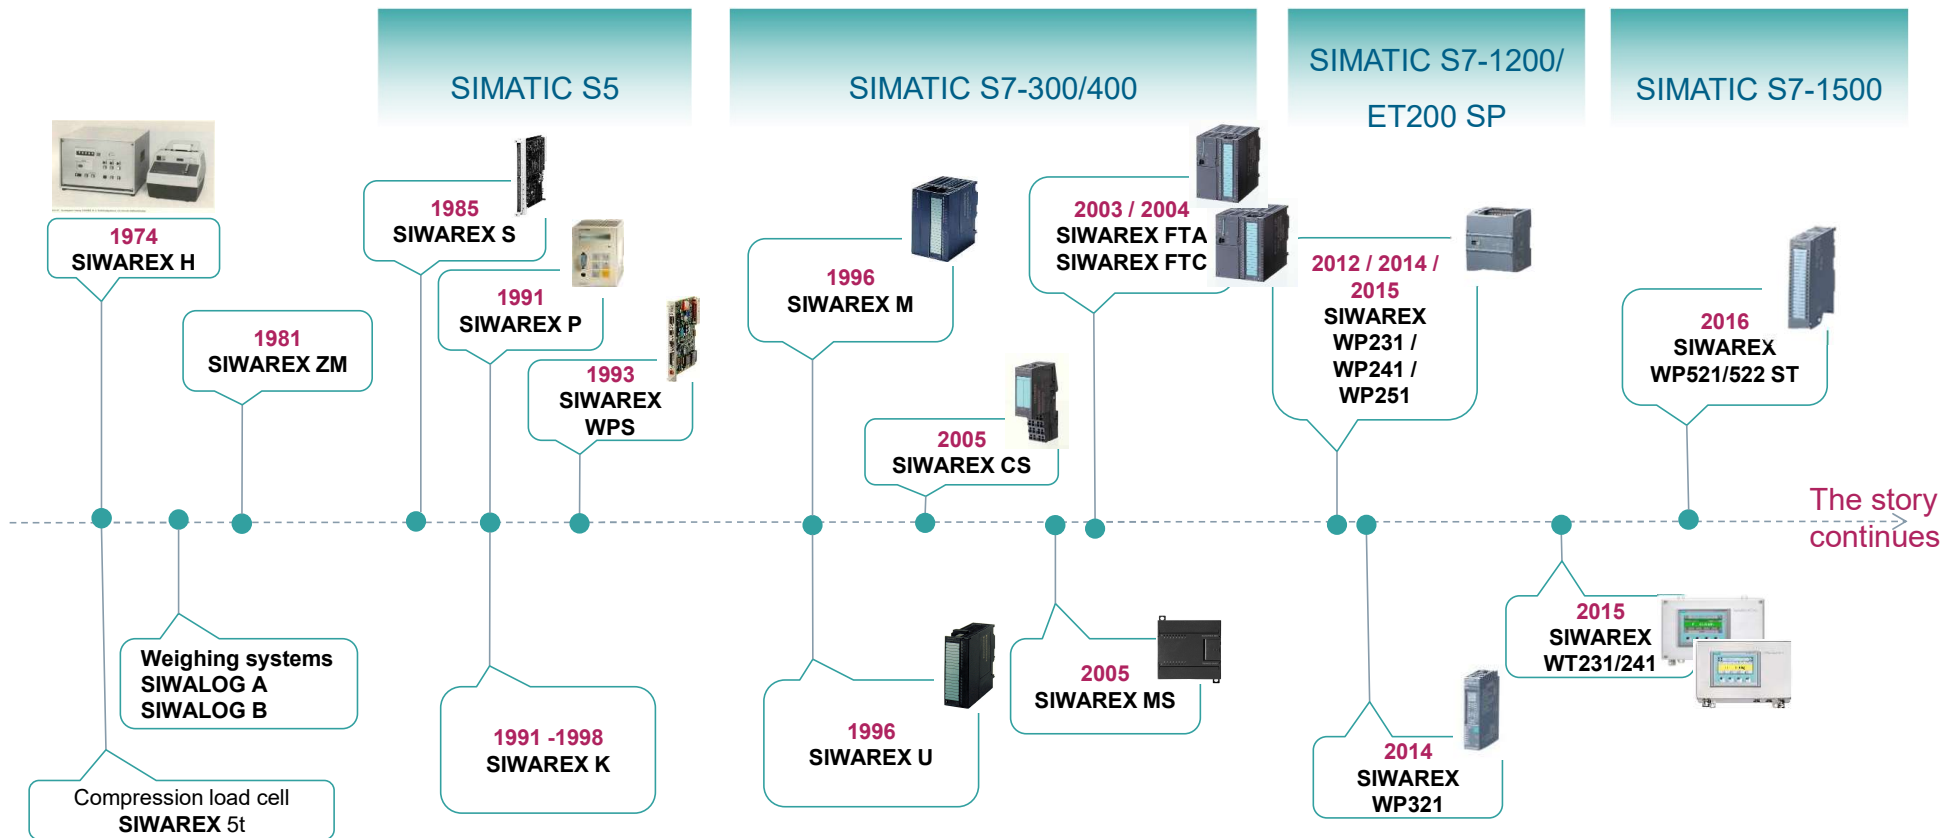 SIMATIC S5
SIMATIC S7-300/400
SIMATIC S7-1200/
ET200 SP
SIMATIC S7-1500
1974
SIWAREX H
1981
SIWAREX ZM
1985
SIWAREX S
1991
SIWAREX P
1993
SIWAREX
WPS
1996
SIWAREX M
2005
SIWAREX CS
2003 / 2004
SIWAREX FTA
SIWAREX FTC
2012 / 2014 /
2015
SIWAREX
WP231 /
WP241 /
WP251
2016
SIWAREX
WP521/522 ST
The story
continues
Weighing systems
SIWALOG A
SIWALOG B
Compression load cell
SIWAREX 5t
1991 -1998
SIWAREX K
1996
SIWAREX U
2005
SIWAREX MS
2014
SIWAREX
WP321
2015
SIWAREX
WT231/241